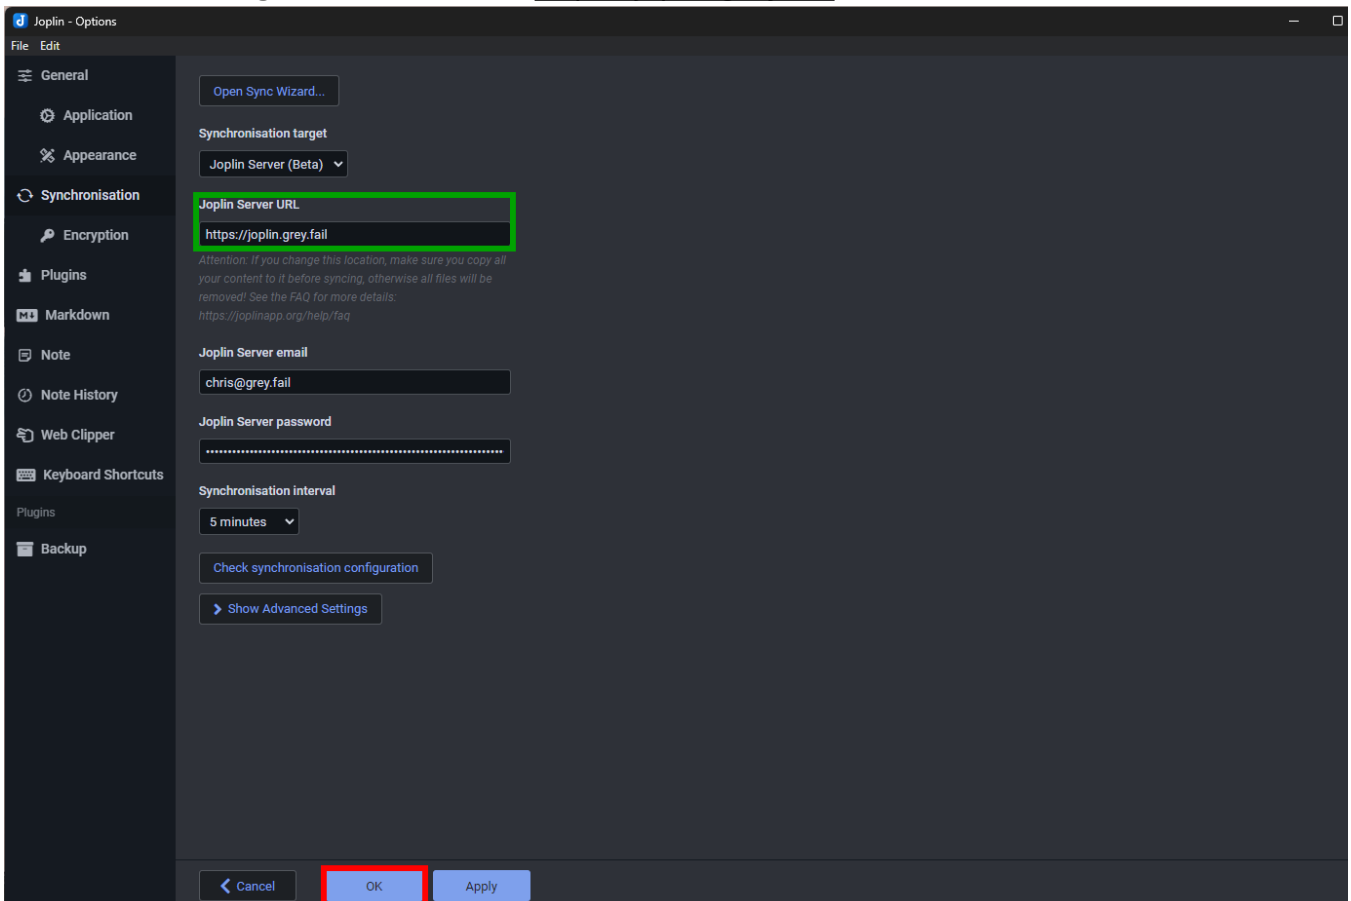 Joplin - Options
File Edit
General
Application
Appearance
Synchronisation
Encryption
Plugins
Markdown
Note
Note History
Web Clipper
Keyboard Shortcuts
Plugins
Backup
Open Sync Wizard...
Synchronisation target
Joplin Server (Beta)
Joplin Server URL
https://joplin.grey.fail
Attention: If you change this location, make sure you copy all
your content to it before syncing, otherwise all files will be
removed! See the FAQ for more details:
https://joplinapp.org/help/faq
Joplin Server email
chris@grey.fail
Joplin Server password
Synchronisation interval
5 minutes
Check synchronisation configuration
Show Advanced Settings
Cancel
OK
Apply